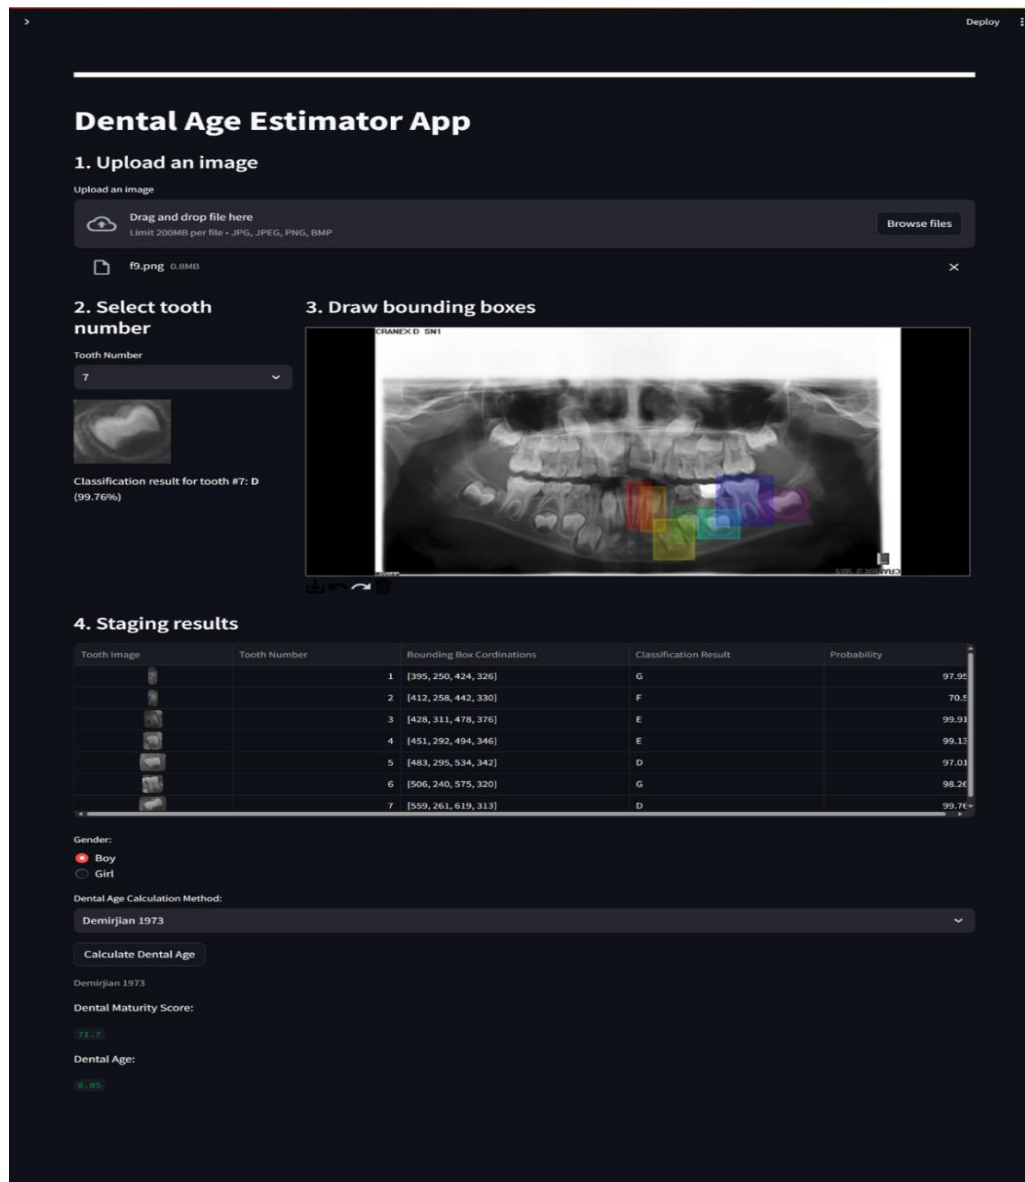 Deploy
Dental Age Estimator App
1. Upload an image
Upload an image
Drag and drop file here
Limit 200MB per file • JPG, JPEG, PNG, BMP
Browse files
f9.png 0.8MB
2. Select tooth
number
3. Draw bounding boxes
Tooth Number
7
CRANEX D SN1
Classification result for tooth #7: D
(99.76%)
4. Staging results
Tooth Image Tooth Number Bounding Box Cordinations Classification Result Probability
1 [395, 250, 424, 326] G 97.95
2 [412, 258, 442, 330] F 70.5
3 [428, 311, 478, 376] E 99.91
4 [451, 292, 494, 346] E 99.13
5 [483, 295, 534, 342] D 97.01
6 [506, 240, 575, 320] G 98.26
7 [559, 261, 619, 313] D 99.76
Gender:
Boy
Girl
Dental Age Calculation Method:
Demirjian 1973
Calculate Dental Age
Demirjian 1973
Dental Maturity Score:
71.7
Dental Age:
8.05